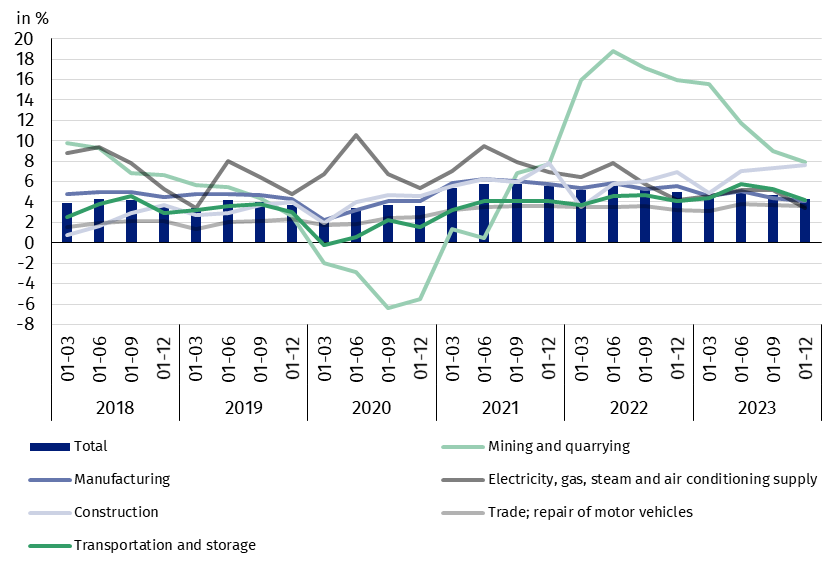 in %
20
18
16
14
12
10
8
6
4
2
0
-2
-4
-6
-8
01-03 01-06 01-09 01-12 01-03 01-06 01-09 01-12 01-03 01-06 01-09 01-12 01-03 01-06 01-09 01-12 01-03 01-06 01-09 01-12 01-03 01-06 01-09 01-12
2018 2019 2020 2021 2022 2023
Total Mining and quarrying
Manufacturing Electricity, gas, steam and air conditioning supply
Construction Trade; repair of motor vehicles
Transportation and storage